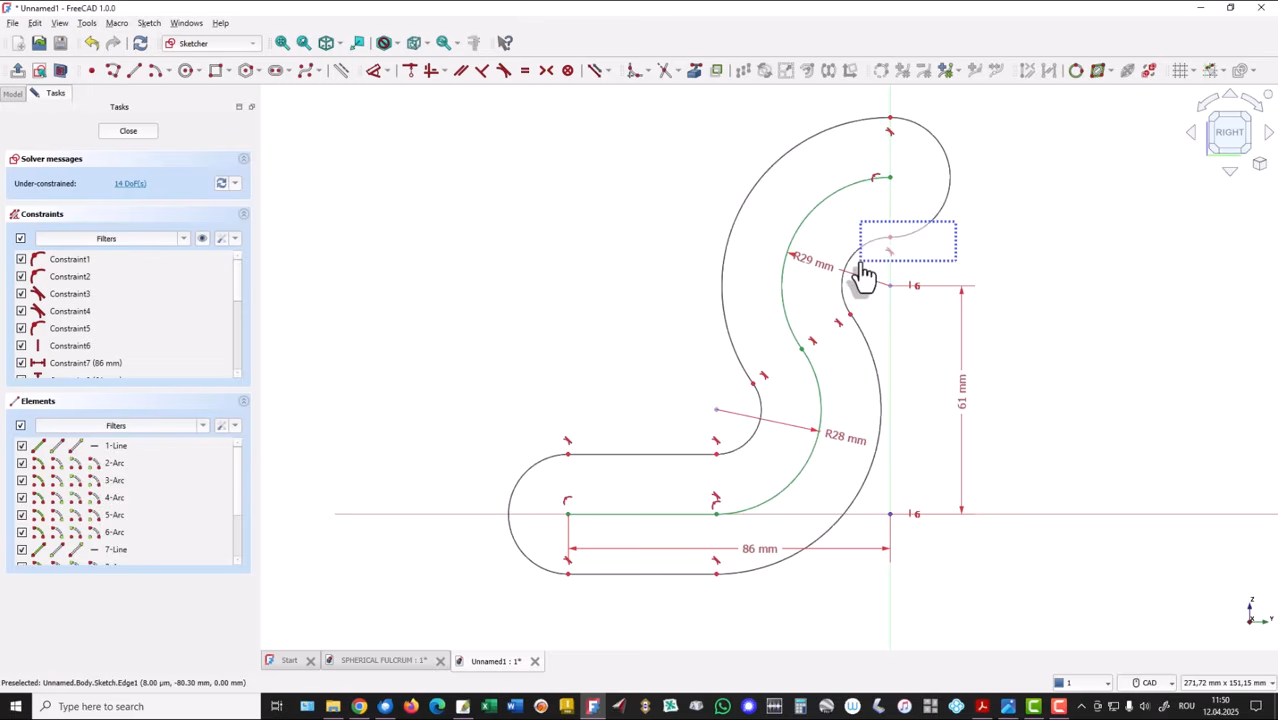 * Unnamed1 - FreeCAD 1.0.0
File Edit View Tools Macro Sketch Windows Help
Sketcher
Model Tasks
Tasks
Close
Solver messages
Under-constrained: 14 DoF(s)
Constraints
Filters
Constraint1
Constraint2
Constraint3
Constraint4
Constraint5
Constraint6
Constraint7 (86 mm)
Elements
Filters
1-Line
2-Arc
3-Arc
4-Arc
5-Arc
6-Arc
7-Line
RIGHT
R29 mm
6
61 mm
R28 mm
6
86 mm
Z
X
Y
Start SPHERICAL FULCRUM : 1* Unnamed1 : 1*
Preselected: Unnamed.Body.Sketch.Edge1 (8.00 µm, -80.30 mm, 0.00 mm)
1 CAD 271,72 mm x 151,15 mm
Type here to search
ROU
11:50
12.04.2025